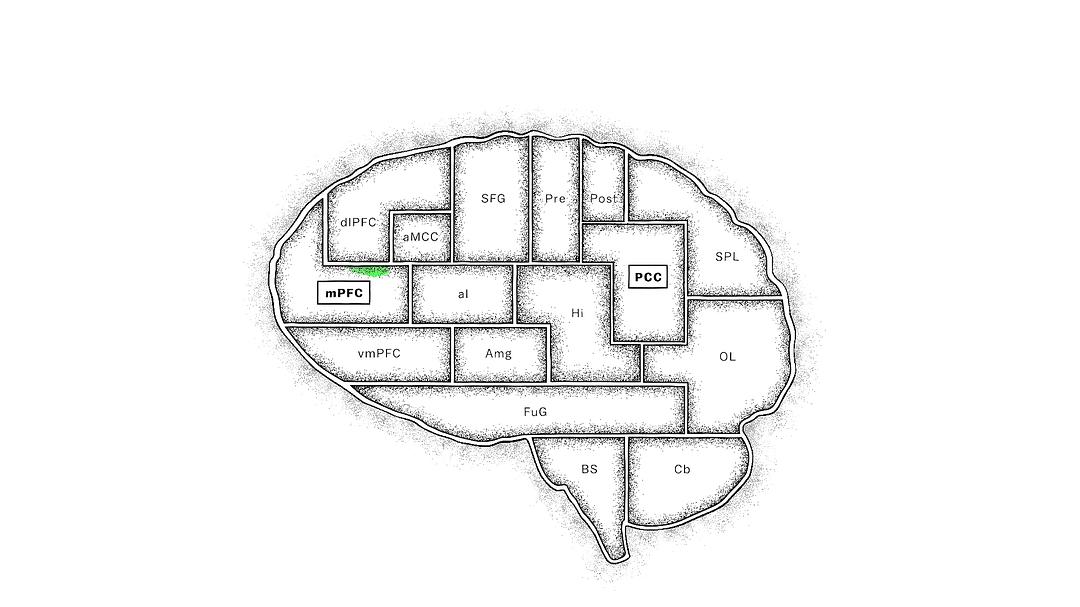 SFG
Pre
Post
dlPFC
aMCC
SPL
PCC
mPFC
aI
Hi
vmPFC
Amg
OL
FuG
BS
Cb